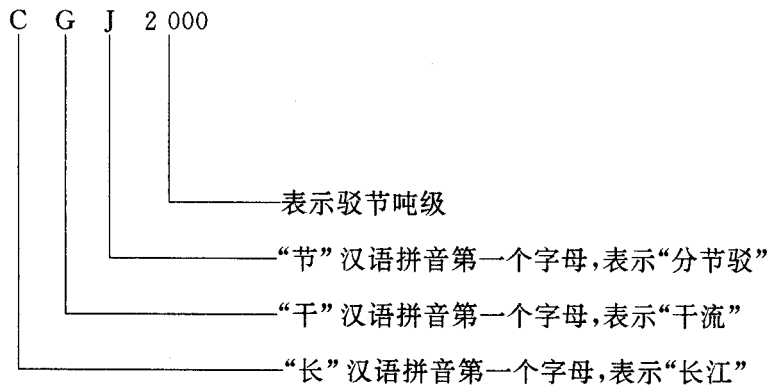 C G J 2 000
表示驳节吨级
“节”汉语拼音第一个字母,表示“分节驳”
“干”汉语拼音第一个字母,表示“干流”
“长”汉语拼音第一个字母,表示“长江”